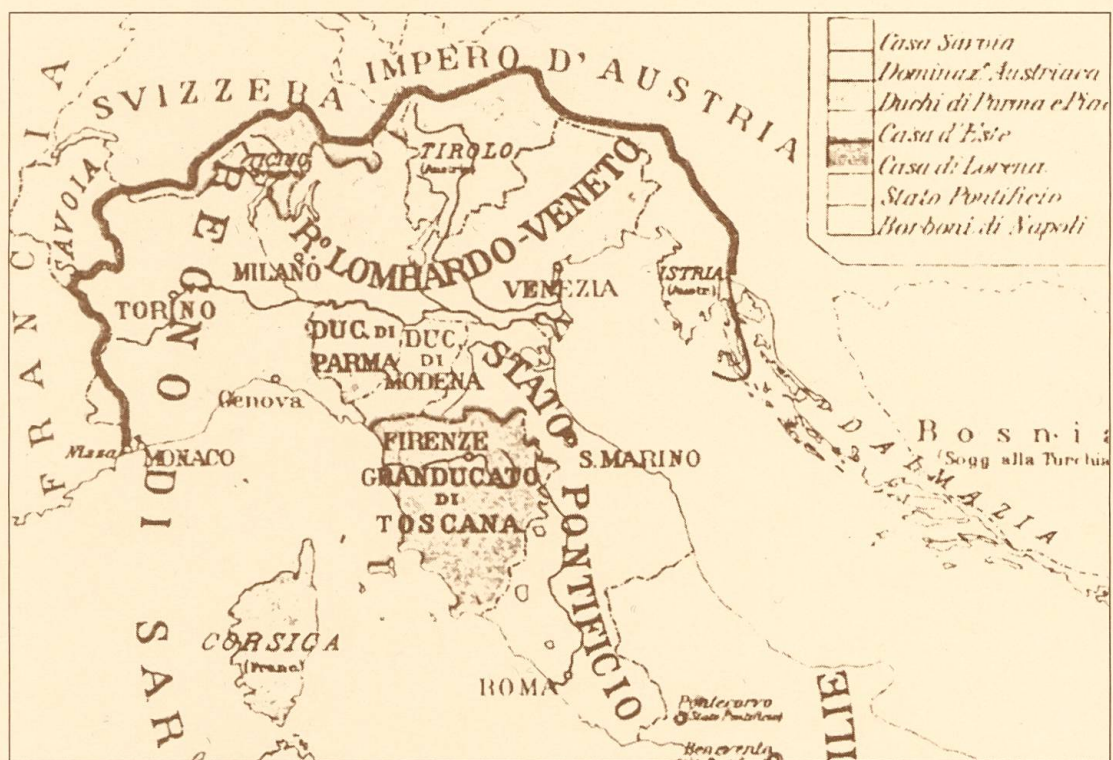 SVIZZERA
IMPERO D'AUSTRIA
FRANCIA
SAVOIA
TICINO
TIROLO
(Austr.)
Rº LOMBARDO-VENETO
MILANO
VENEZIA
ISTRIA
(Austr.)
TORINO
DUC. DI
PARMA
DUC.
DI
MODENA
Genova
Nizza
MONACO
REGNO DI SAR
FIRENZE
GRANDUCATO
DI
TOSCANA
STATO PONTIFICIO
S. MARINO
DALMAZIA
Bosnia
(Sogg alla Turchia
CORSICA
(Franc.)
ROMA
Pontecorvo
(Stato Pontificio)
Benevento
ILIE
Casa Savoia
Dominaz.ᵉ Austriaca
Duchi di Parma e Piac
Casa d'Este
Casa di Lorena
Stato Pontificio
Borboni di Napoli